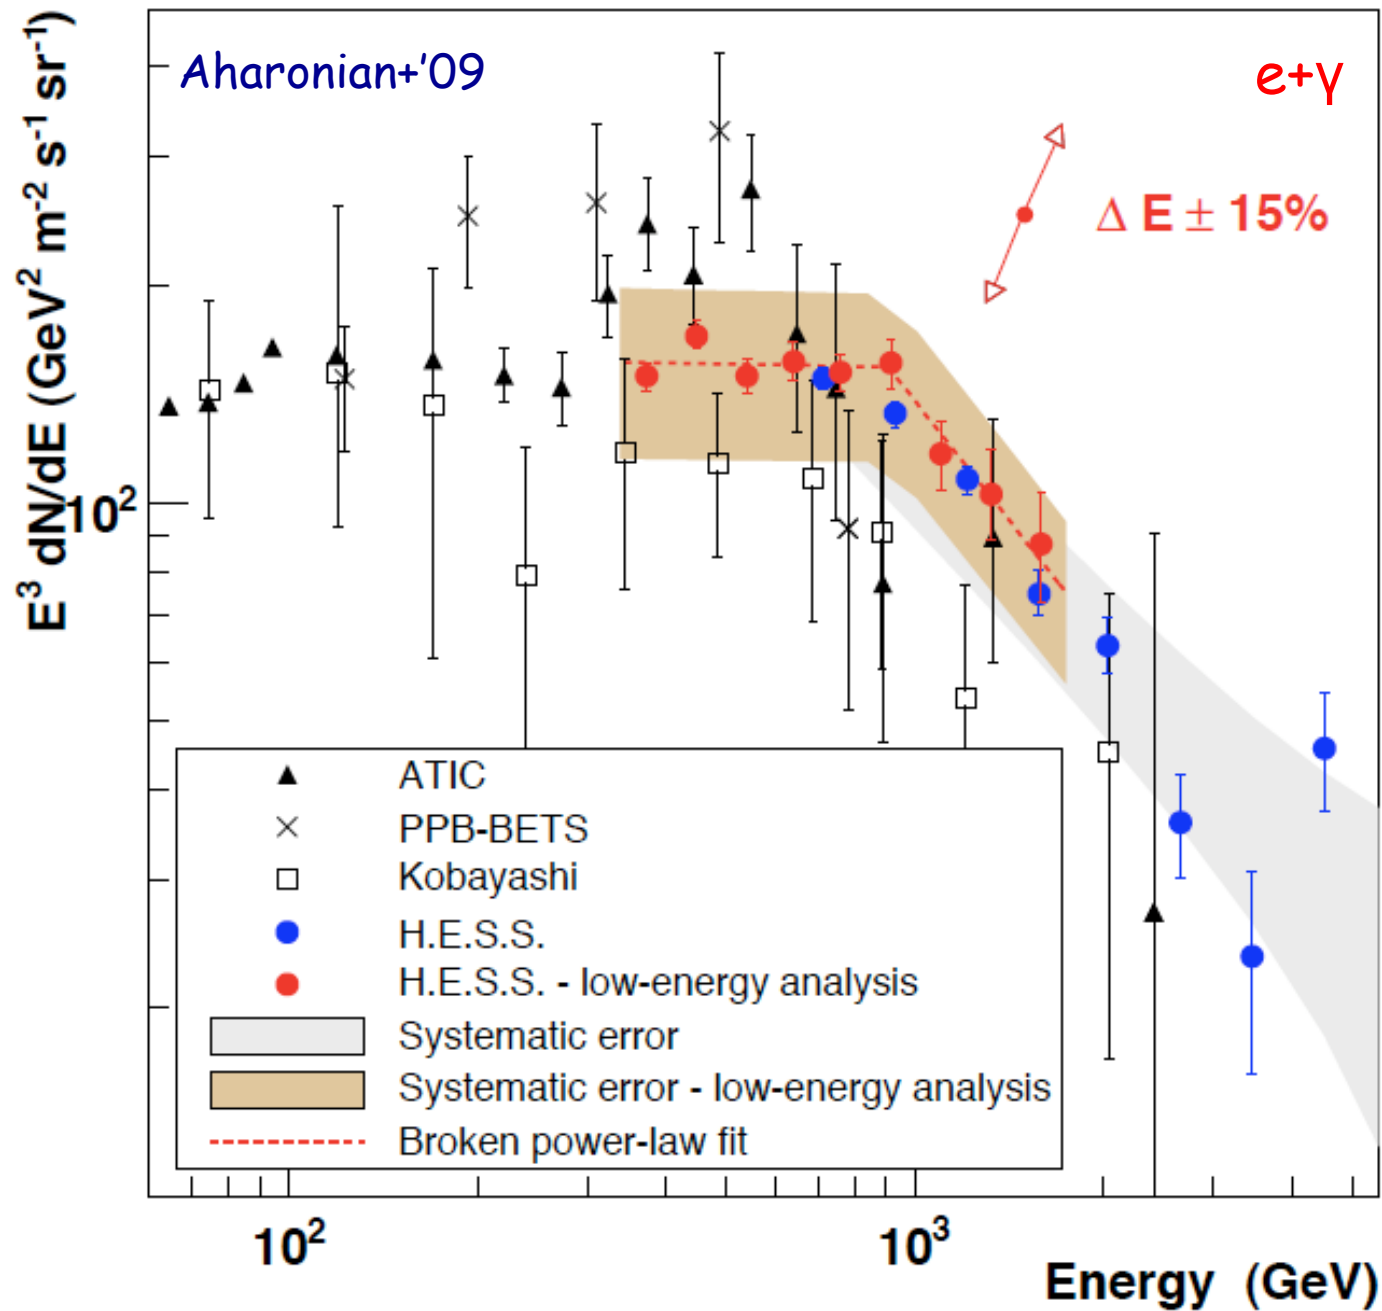 Aharonian+'09
e+γ
Δ E ± 15%
E³ dN/dE (GeV² m⁻² s⁻¹ sr⁻¹)
10²
ATIC
PPB-BETS
Kobayashi
H.E.S.S.
H.E.S.S. - low-energy analysis
Systematic error
Systematic error - low-energy analysis
Broken power-law fit
10²
10³
Energy (GeV)